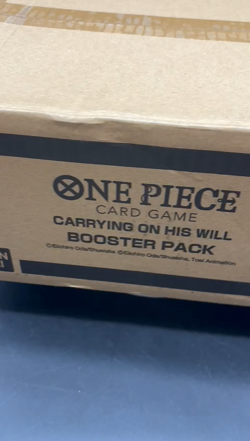 ONE PIECE
CARD GAME
CARRYING ON HIS WILL
BOOSTER PACK
©Eiichiro Oda/Shueisha ©Eiichiro Oda/Shueisha, Toei Animation